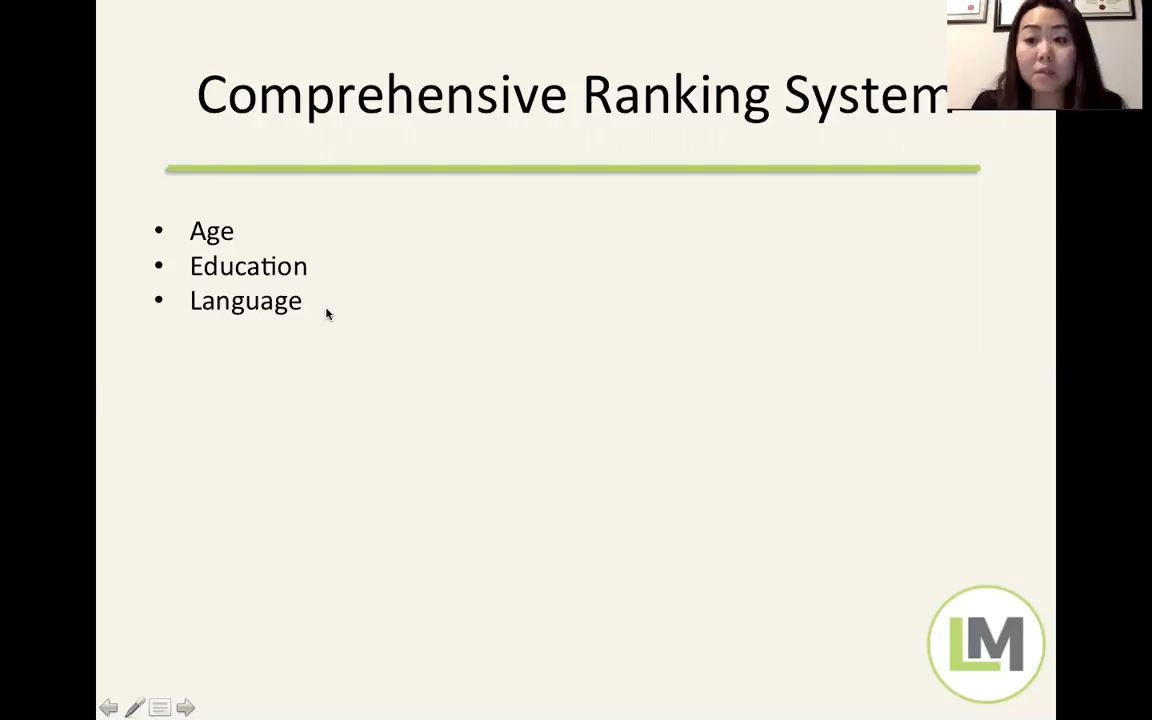 Comprehensive Ranking System
• Age
• Education
• Language
LM